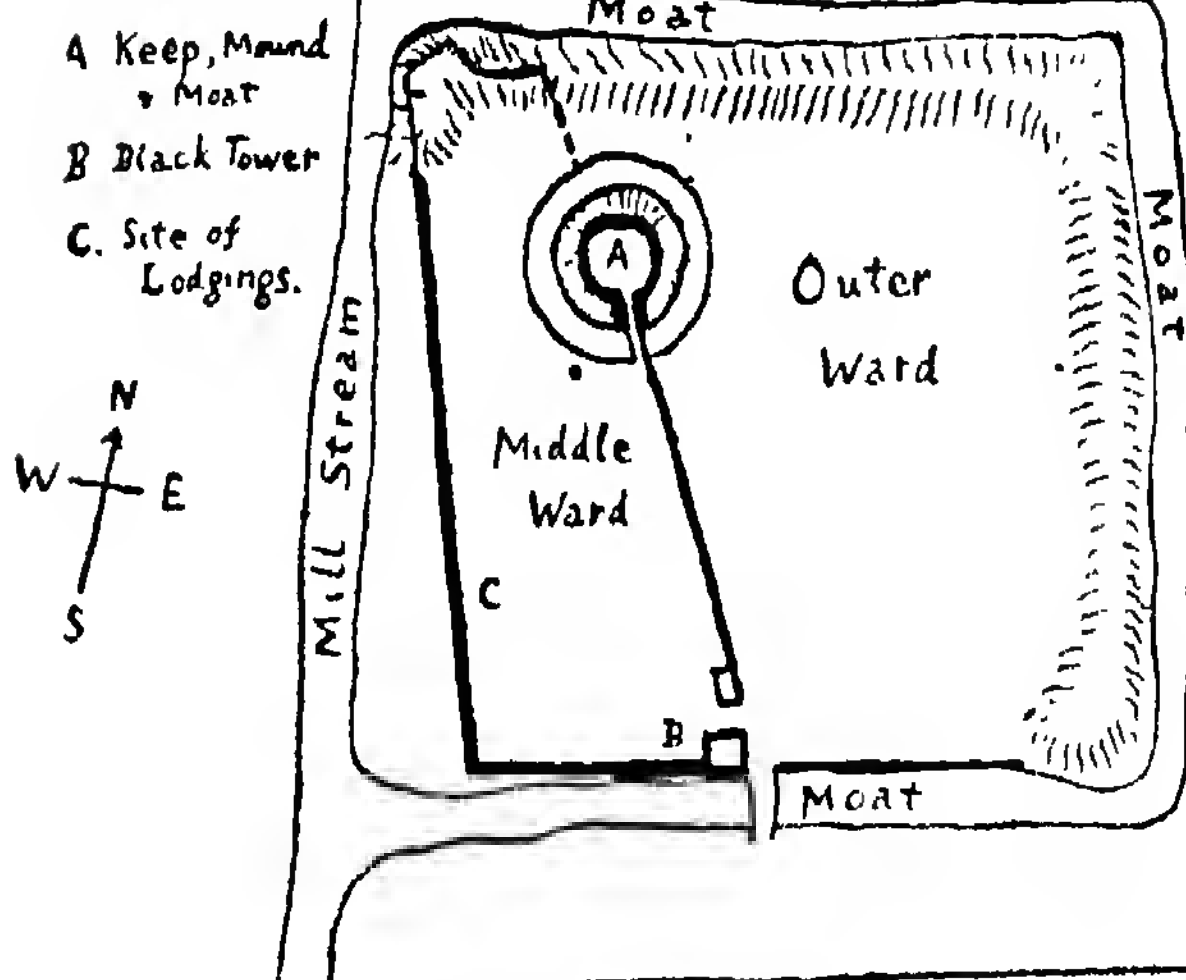 Moat
A Keep, Mound
& Moat
B Black Tower
C. Site of
Lodgings.
N
W E
S
Mill Stream
A
Outer
Ward
Moat
Middle
Ward
C
B
Moat